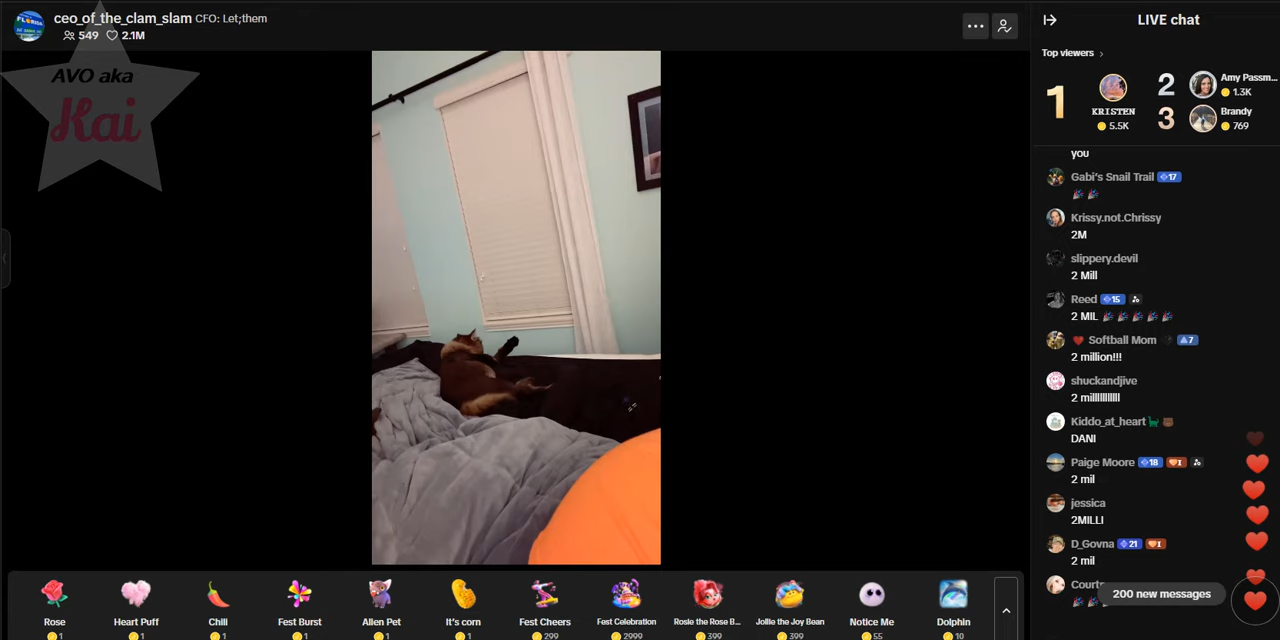 ceo_of_the_clam_slam CFO: Let;them
549 2.1M
AVO aka
Kai
LIVE chat
Top viewers
1
KRISTEN
5.5K
2
Amy Passm...
1.3K
3
Brandy
769
you
Gabi's Snail Trail 17
Krissy.not.Chrissy
2M
slippery.devil
2 Mill
Reed 15
2 MIL
Softball Mom 7
2 million!!!
shuckandjive
2 millllllllllll
Kiddo_at_heart
DANI
Paige Moore 18 I
2 mil
jessica
2MILLI
D_Govna 21 I
2 mil
200 new messages
Rose
1
Heart Puff
1
Chili
1
Fest Burst
1
Alien Pet
1
It's corn
1
Fest Cheers
299
Fest Celebration
2999
Rosie the Rose B...
399
Jollie the Joy Bean
399
Notice Me
55
Dolphin
10